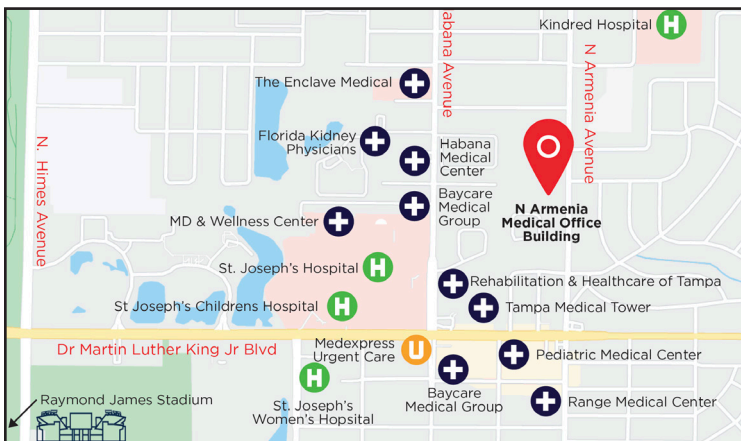 Kindred Hospital
H
abana Avenue
N Armenia Avenue
The Enclave Medical
Florida Kidney
Physicians
Habana
Medical
Center
N. Himes Avenue
Baycare
Medical
Group
N Armenia
Medical Office
Building
MD & Wellness Center
St. Joseph's Hospital
H
Rehabilitation & Healthcare of Tampa
St Joseph's Childrens Hospital
H
Tampa Medical Tower
Dr Martin Luther King Jr Blvd
Medexpress
Urgent Care
U
Pediatric Medical Center
H
Baycare
Medical Group
Raymond James Stadium
St. Joseph's
Women's Hopsital
Range Medical Center